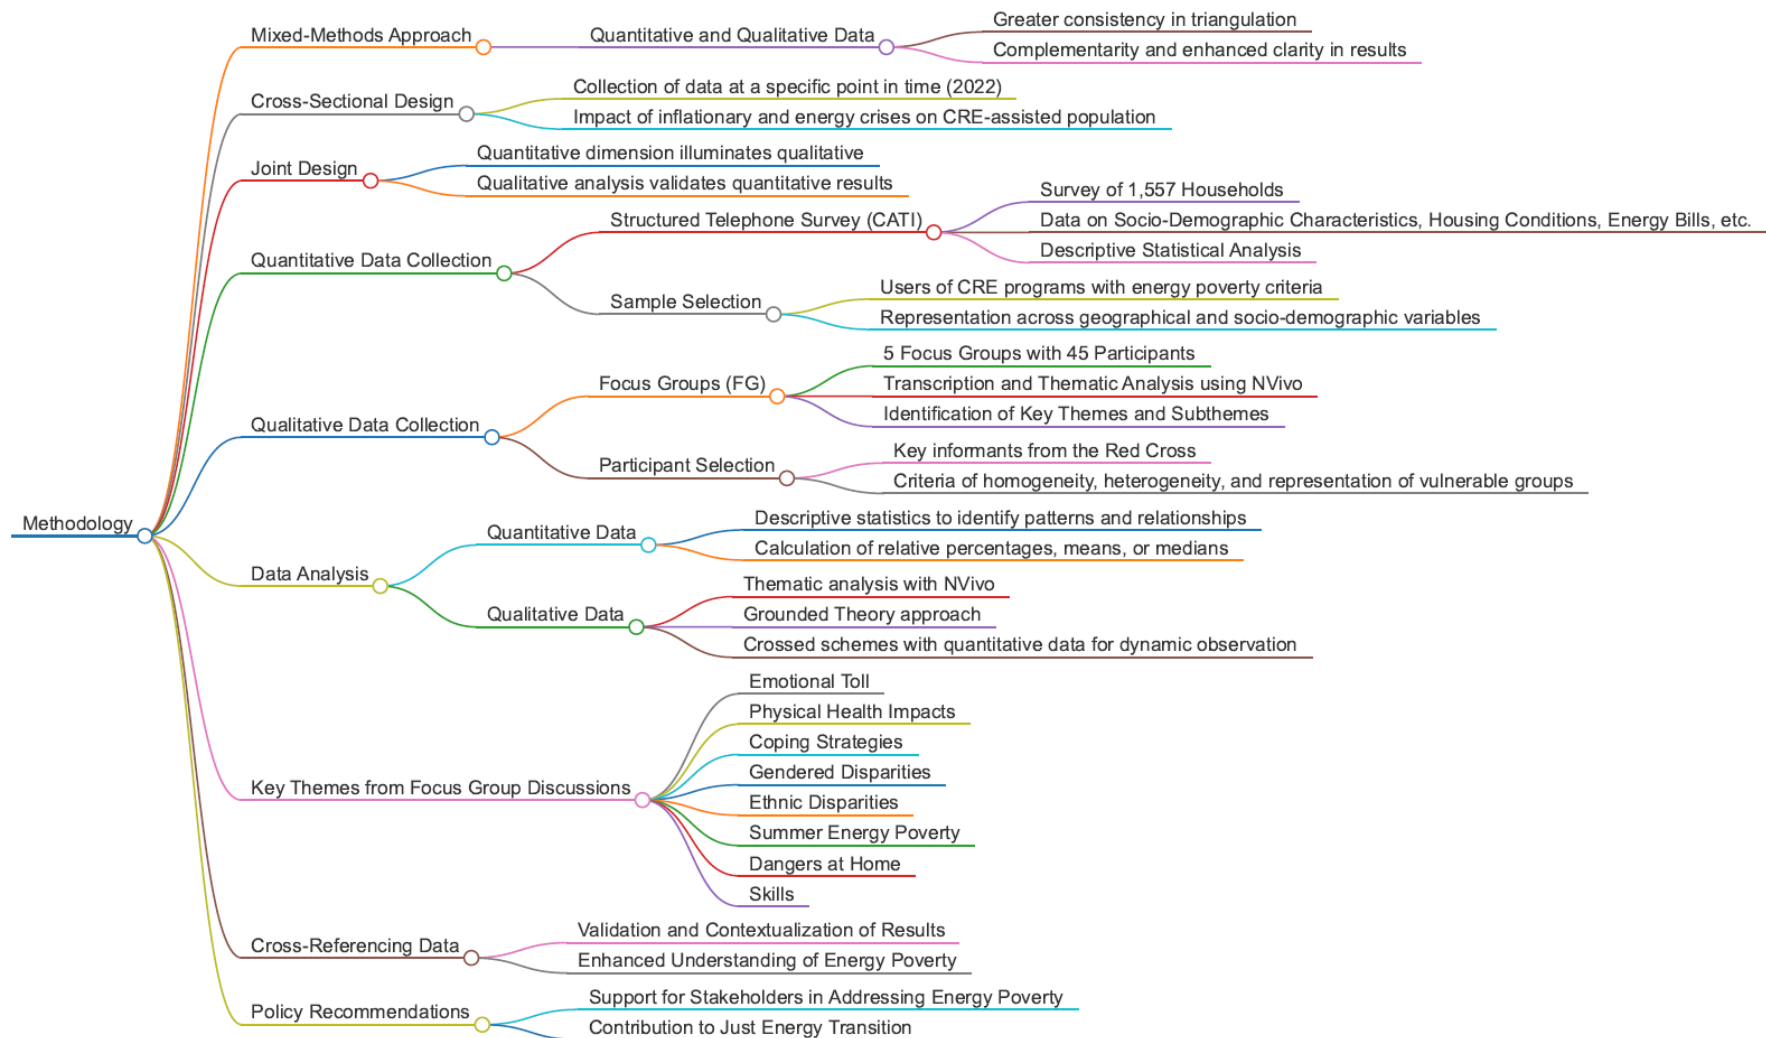 Methodology
Mixed-Methods Approach
Quantitative and Qualitative Data
Greater consistency in triangulation
Complementarity and enhanced clarity in results
Cross-Sectional Design
Collection of data at a specific point in time (2022)
Impact of inflationary and energy crises on CRE-assisted population
Joint Design
Quantitative dimension illuminates qualitative
Qualitative analysis validates quantitative results
Quantitative Data Collection
Structured Telephone Survey (CATI)
Survey of 1,557 Households
Data on Socio-Demographic Characteristics, Housing Conditions, Energy Bills, etc.
Descriptive Statistical Analysis
Sample Selection
Users of CRE programs with energy poverty criteria
Representation across geographical and socio-demographic variables
Qualitative Data Collection
Focus Groups (FG)
5 Focus Groups with 45 Participants
Transcription and Thematic Analysis using NVivo
Identification of Key Themes and Subthemes
Participant Selection
Key informants from the Red Cross
Criteria of homogeneity, heterogeneity, and representation of vulnerable groups
Data Analysis
Quantitative Data
Descriptive statistics to identify patterns and relationships
Calculation of relative percentages, means, or medians
Qualitative Data
Thematic analysis with NVivo
Grounded Theory approach
Crossed schemes with quantitative data for dynamic observation
Key Themes from Focus Group Discussions
Emotional Toll
Physical Health Impacts
Coping Strategies
Gendered Disparities
Ethnic Disparities
Summer Energy Poverty
Dangers at Home
Skills
Cross-Referencing Data
Validation and Contextualization of Results
Enhanced Understanding of Energy Poverty
Policy Recommendations
Support for Stakeholders in Addressing Energy Poverty
Contribution to Just Energy Transition